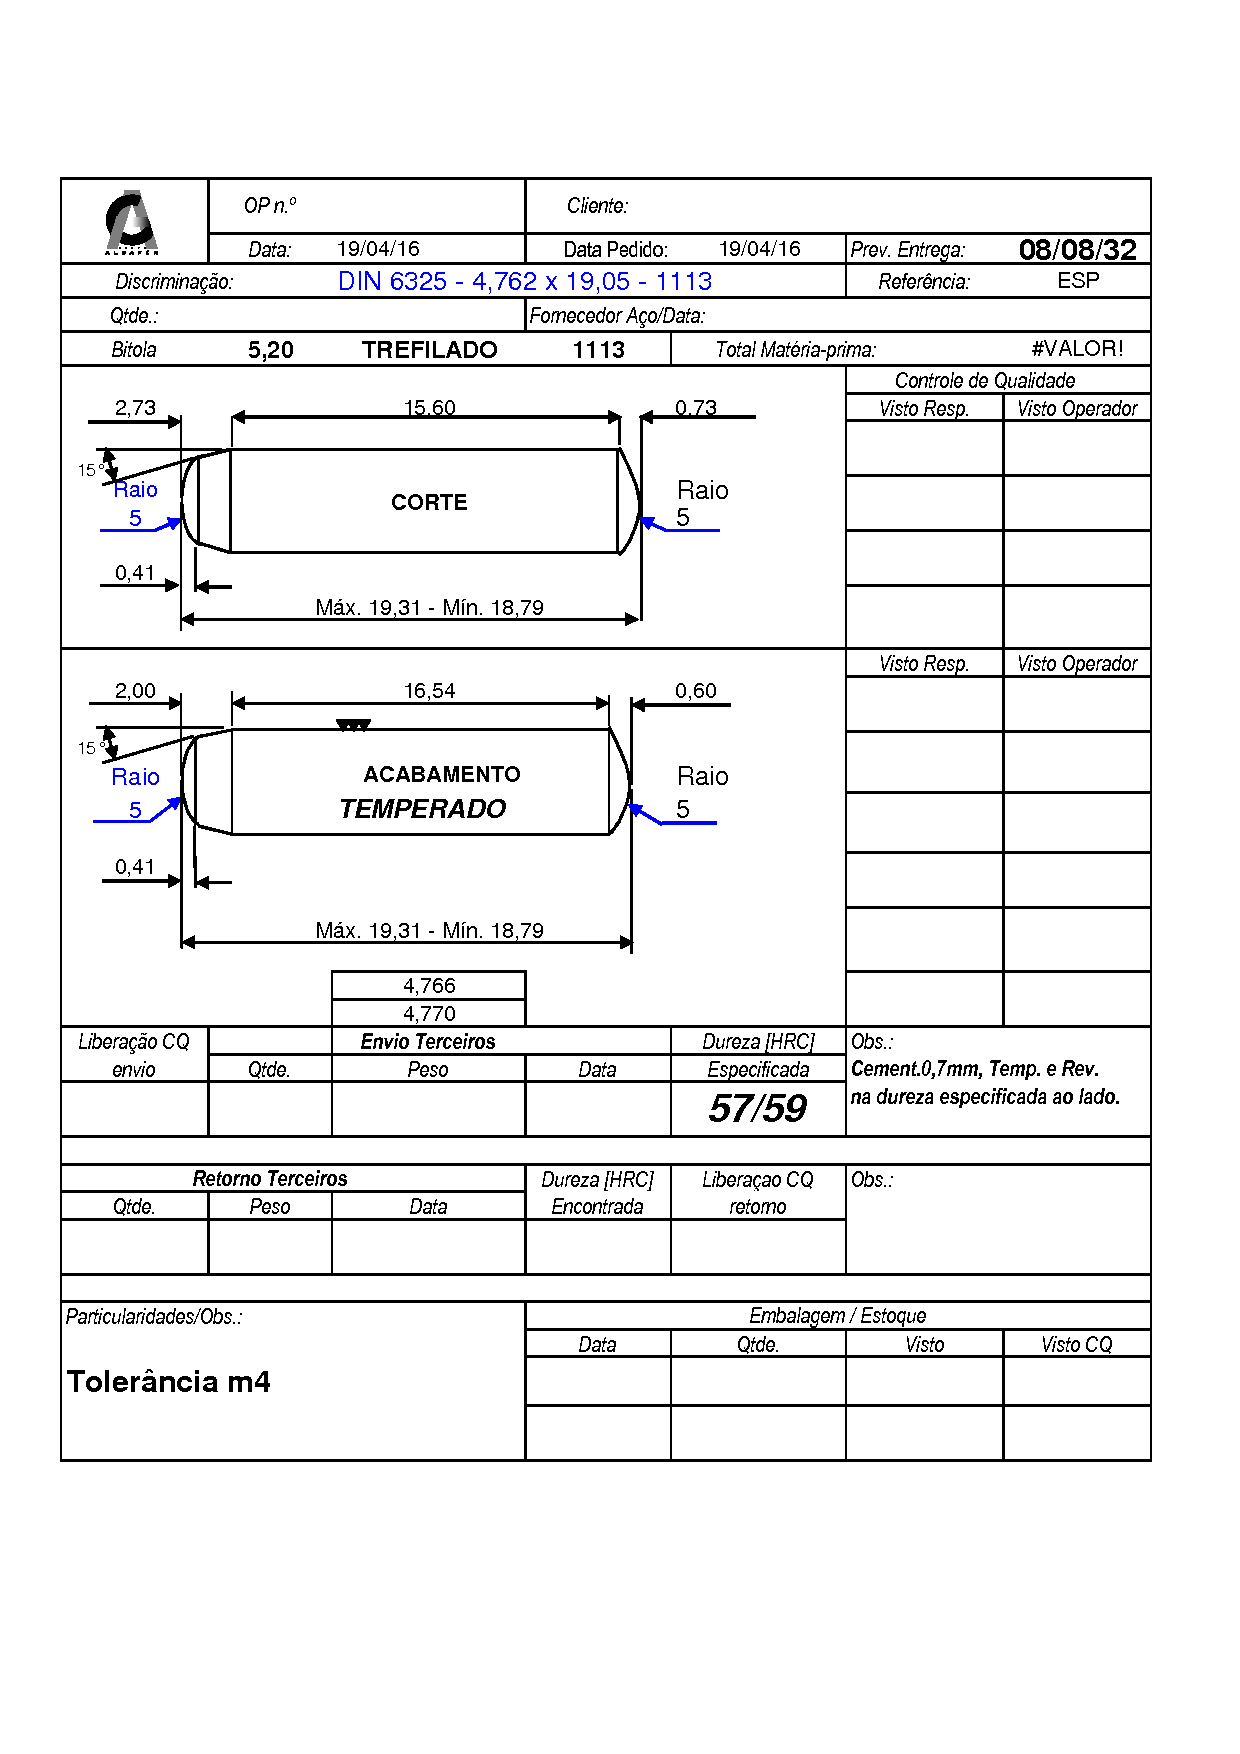 ALBAFER
OP n.º
Cliente:
Data: 19/04/16 Data Pedido: 19/04/16 Prev. Entrega: 08/08/32
Discriminação: DIN 6325 - 4,762 x 19,05 - 1113 Referência: ESP
Qtde.: Fornecedor Aço/Data:
Bitola 5,20 TREFILADO 1113 Total Matéria-prima: #VALOR!
Controle de Qualidade
2,73 15,60 0,73 Visto Resp. Visto Operador
15°
Raio CORTE Raio
5 5
0,41
Máx. 19,31 - Mín. 18,79
Visto Resp. Visto Operador
2,00 16,54 0,60
15°
Raio ACABAMENTO Raio
5 TEMPERADO 5
0,41
Máx. 19,31 - Mín. 18,79
4,766
4,770
Liberação CQ Envio Terceiros Dureza [HRC] Obs.:
envio Qtde. Peso Data Especificada Cement.0,7mm, Temp. e Rev.
57/59 na dureza especificada ao lado.
Retorno Terceiros Dureza [HRC] Liberaçao CQ Obs.:
Qtde. Peso Data Encontrada retorno
Particularidades/Obs.: Embalagem / Estoque
Data Qtde. Visto Visto CQ
Tolerância m4